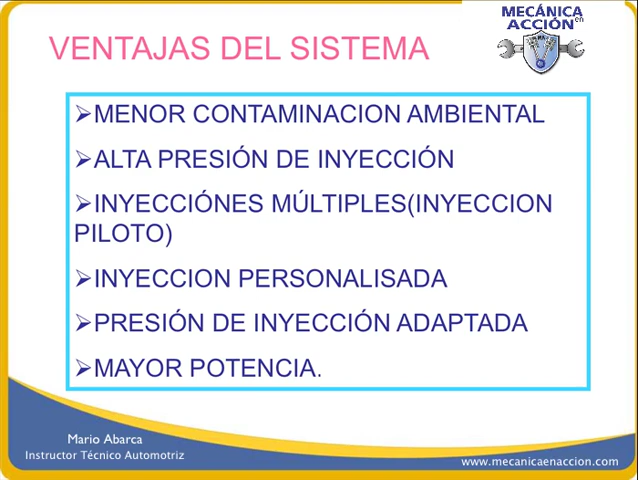 MECÁNICA
en
ACCIÓN
VENTAJAS DEL SISTEMA
➢MENOR CONTAMINACION AMBIENTAL
➢ALTA PRESIÓN DE INYECCIÓN
➢INYECCIÓNES MÚLTIPLES(INYECCION
PILOTO)
➢INYECCION PERSONALISADA
➢PRESIÓN DE INYECCIÓN ADAPTADA
➢MAYOR POTENCIA.
Mario Abarca
Instructor Técnico Automotriz
www.mecanicaenaccion.com